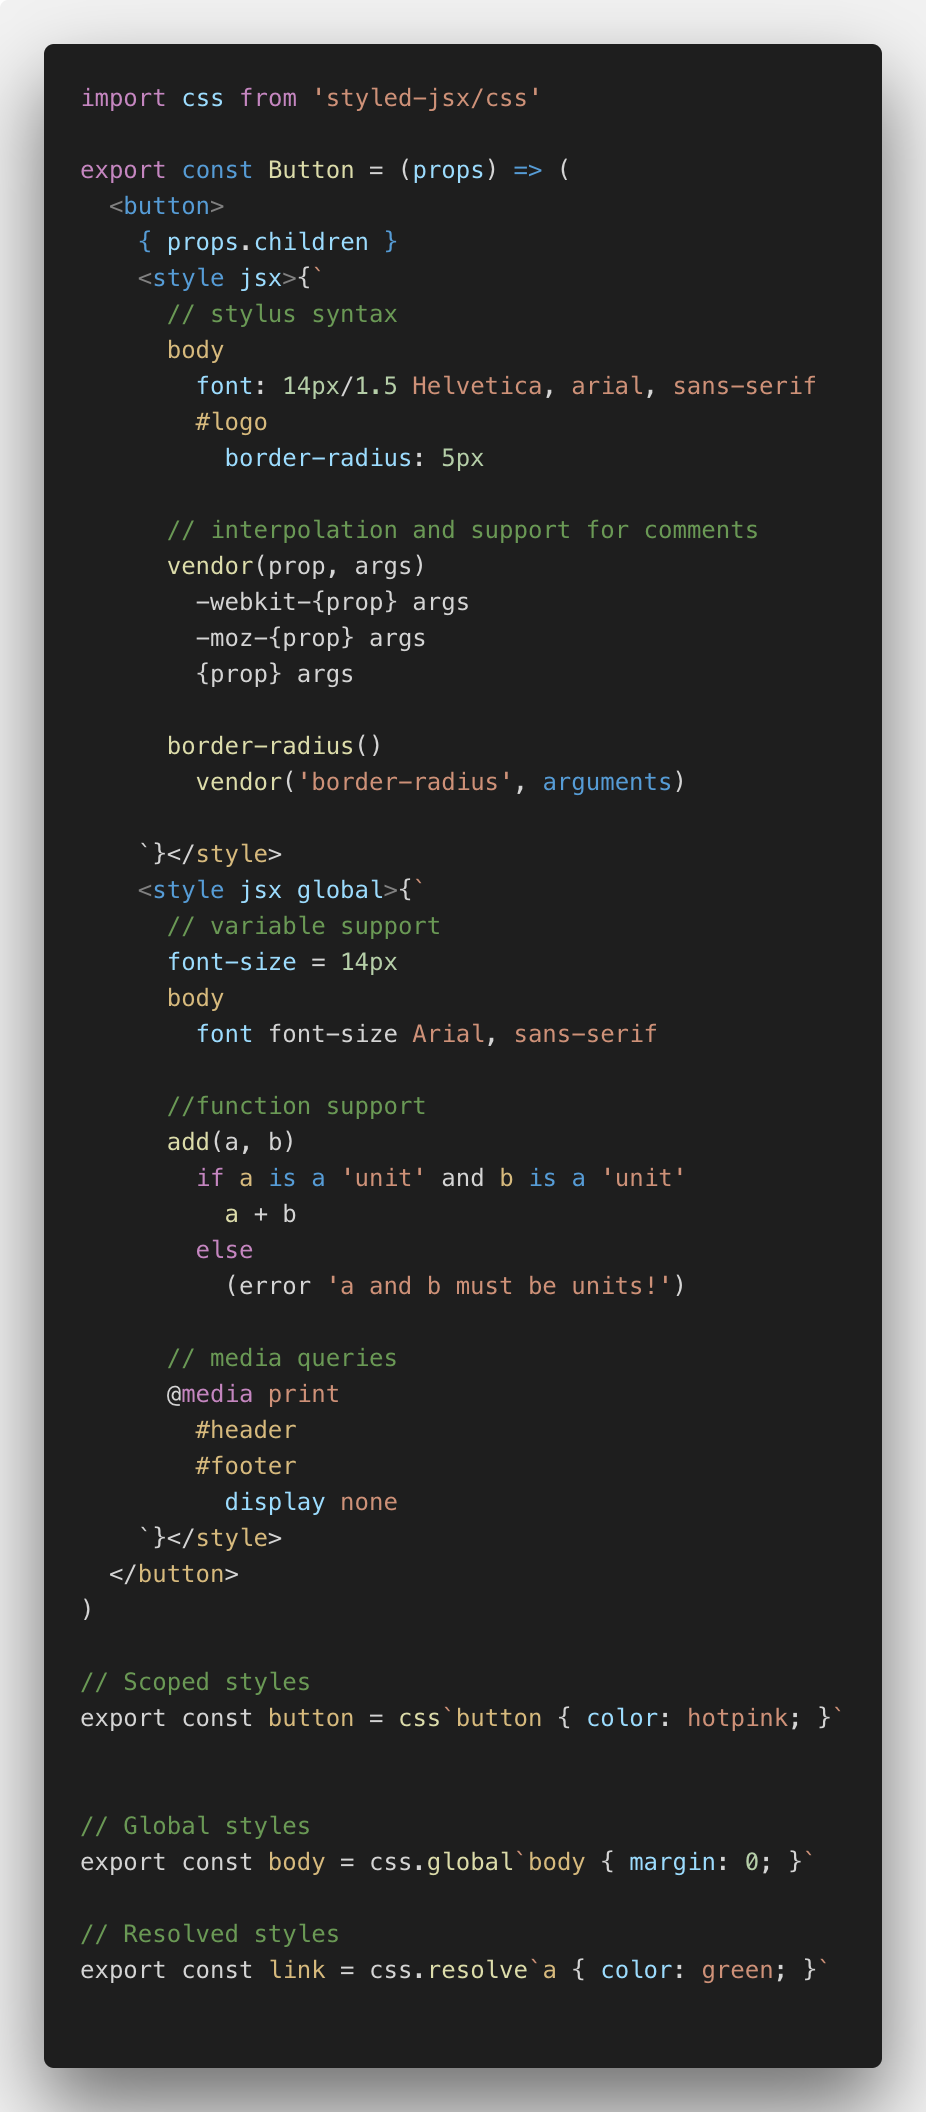 import css from 'styled-jsx/css'

export const Button = (props) => (
  <button>
    { props.children }
    <style jsx>{`
      // stylus syntax
      body
        font: 14px/1.5 Helvetica, arial, sans-serif
        #logo
          border-radius: 5px

      // interpolation and support for comments
      vendor(prop, args)
        -webkit-{prop} args
        -moz-{prop} args
        {prop} args

      border-radius()
        vendor('border-radius', arguments)

    `}</style>
    <style jsx global>{`
      // variable support
      font-size = 14px
      body
        font font-size Arial, sans-serif

      //function support
      add(a, b)
        if a is a 'unit' and b is a 'unit'
          a + b
        else
          (error 'a and b must be units!')

      // media queries
      @media print
        #header
        #footer
          display none
    `}</style>
  </button>
)

// Scoped styles
export const button = css`button { color: hotpink; }`


// Global styles
export const body = css.global`body { margin: 0; }`

// Resolved styles
export const link = css.resolve`a { color: green; }`